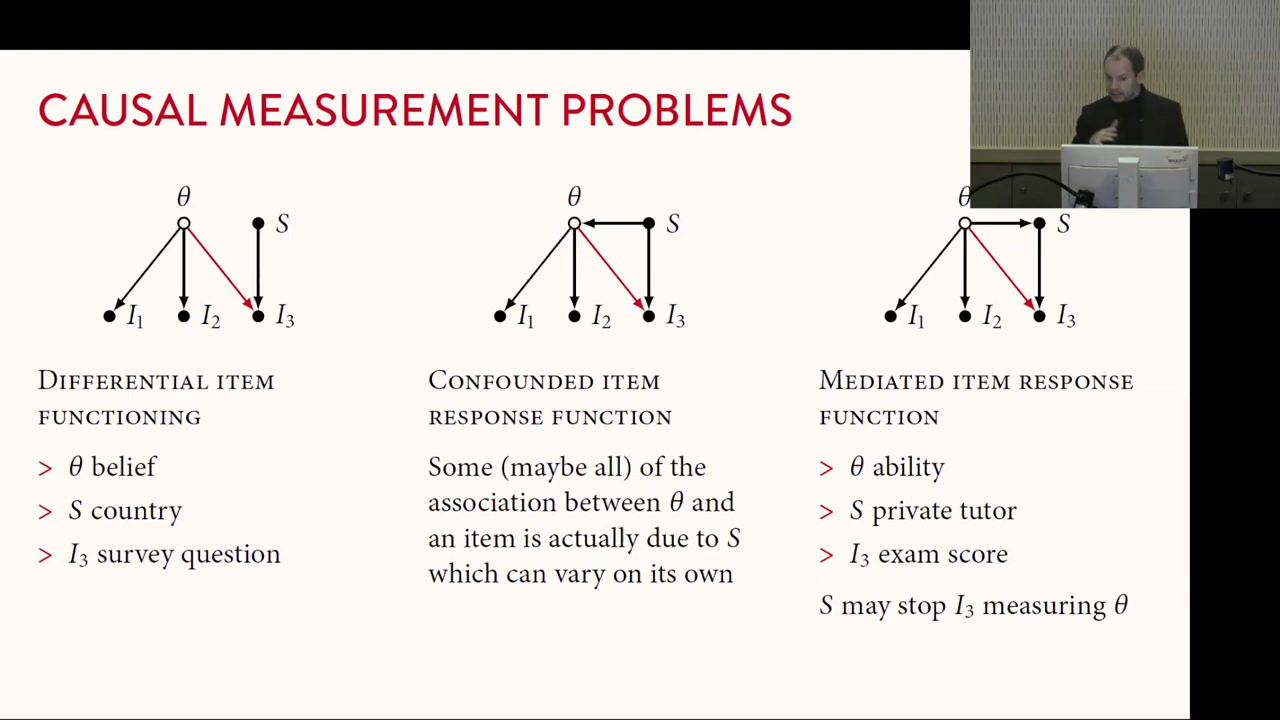 CAUSAL MEASUREMENT PROBLEMS
θ
S
I₁
I₂
I₃
DIFFERENTIAL ITEM
FUNCTIONING
> θ belief
> S country
> I₃ survey question
θ
S
I₁
I₂
I₃
CONFOUNDED ITEM
RESPONSE FUNCTION
Some (maybe all) of the
association between θ and
an item is actually due to S
which can vary on its own
θ
S
I₁
I₂
I₃
MEDIATED ITEM RESPONSE
FUNCTION
> θ ability
> S private tutor
> I₃ exam score
S may stop I₃ measuring θ